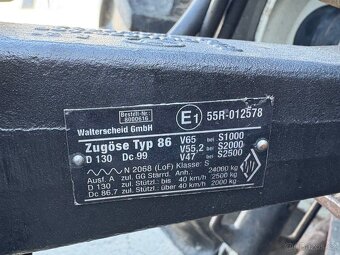 Bestell-Nr.
8000616
E1
55R-012578
Walterscheid GmbH
Zugöse Typ 86 V65 bei S1000
D 130 Dc 99 V55,2 bei S2000
V47 bei S2500
N 2068 (LoF) Klasse: S
Ausf. A zul. GG Starrd. Anh.: 24000 kg
D 130 zul. Stützl. bis 40 km/h 2500 kg
Dc 86,7 zul. Stützl. über 40 km/h 2000 kg